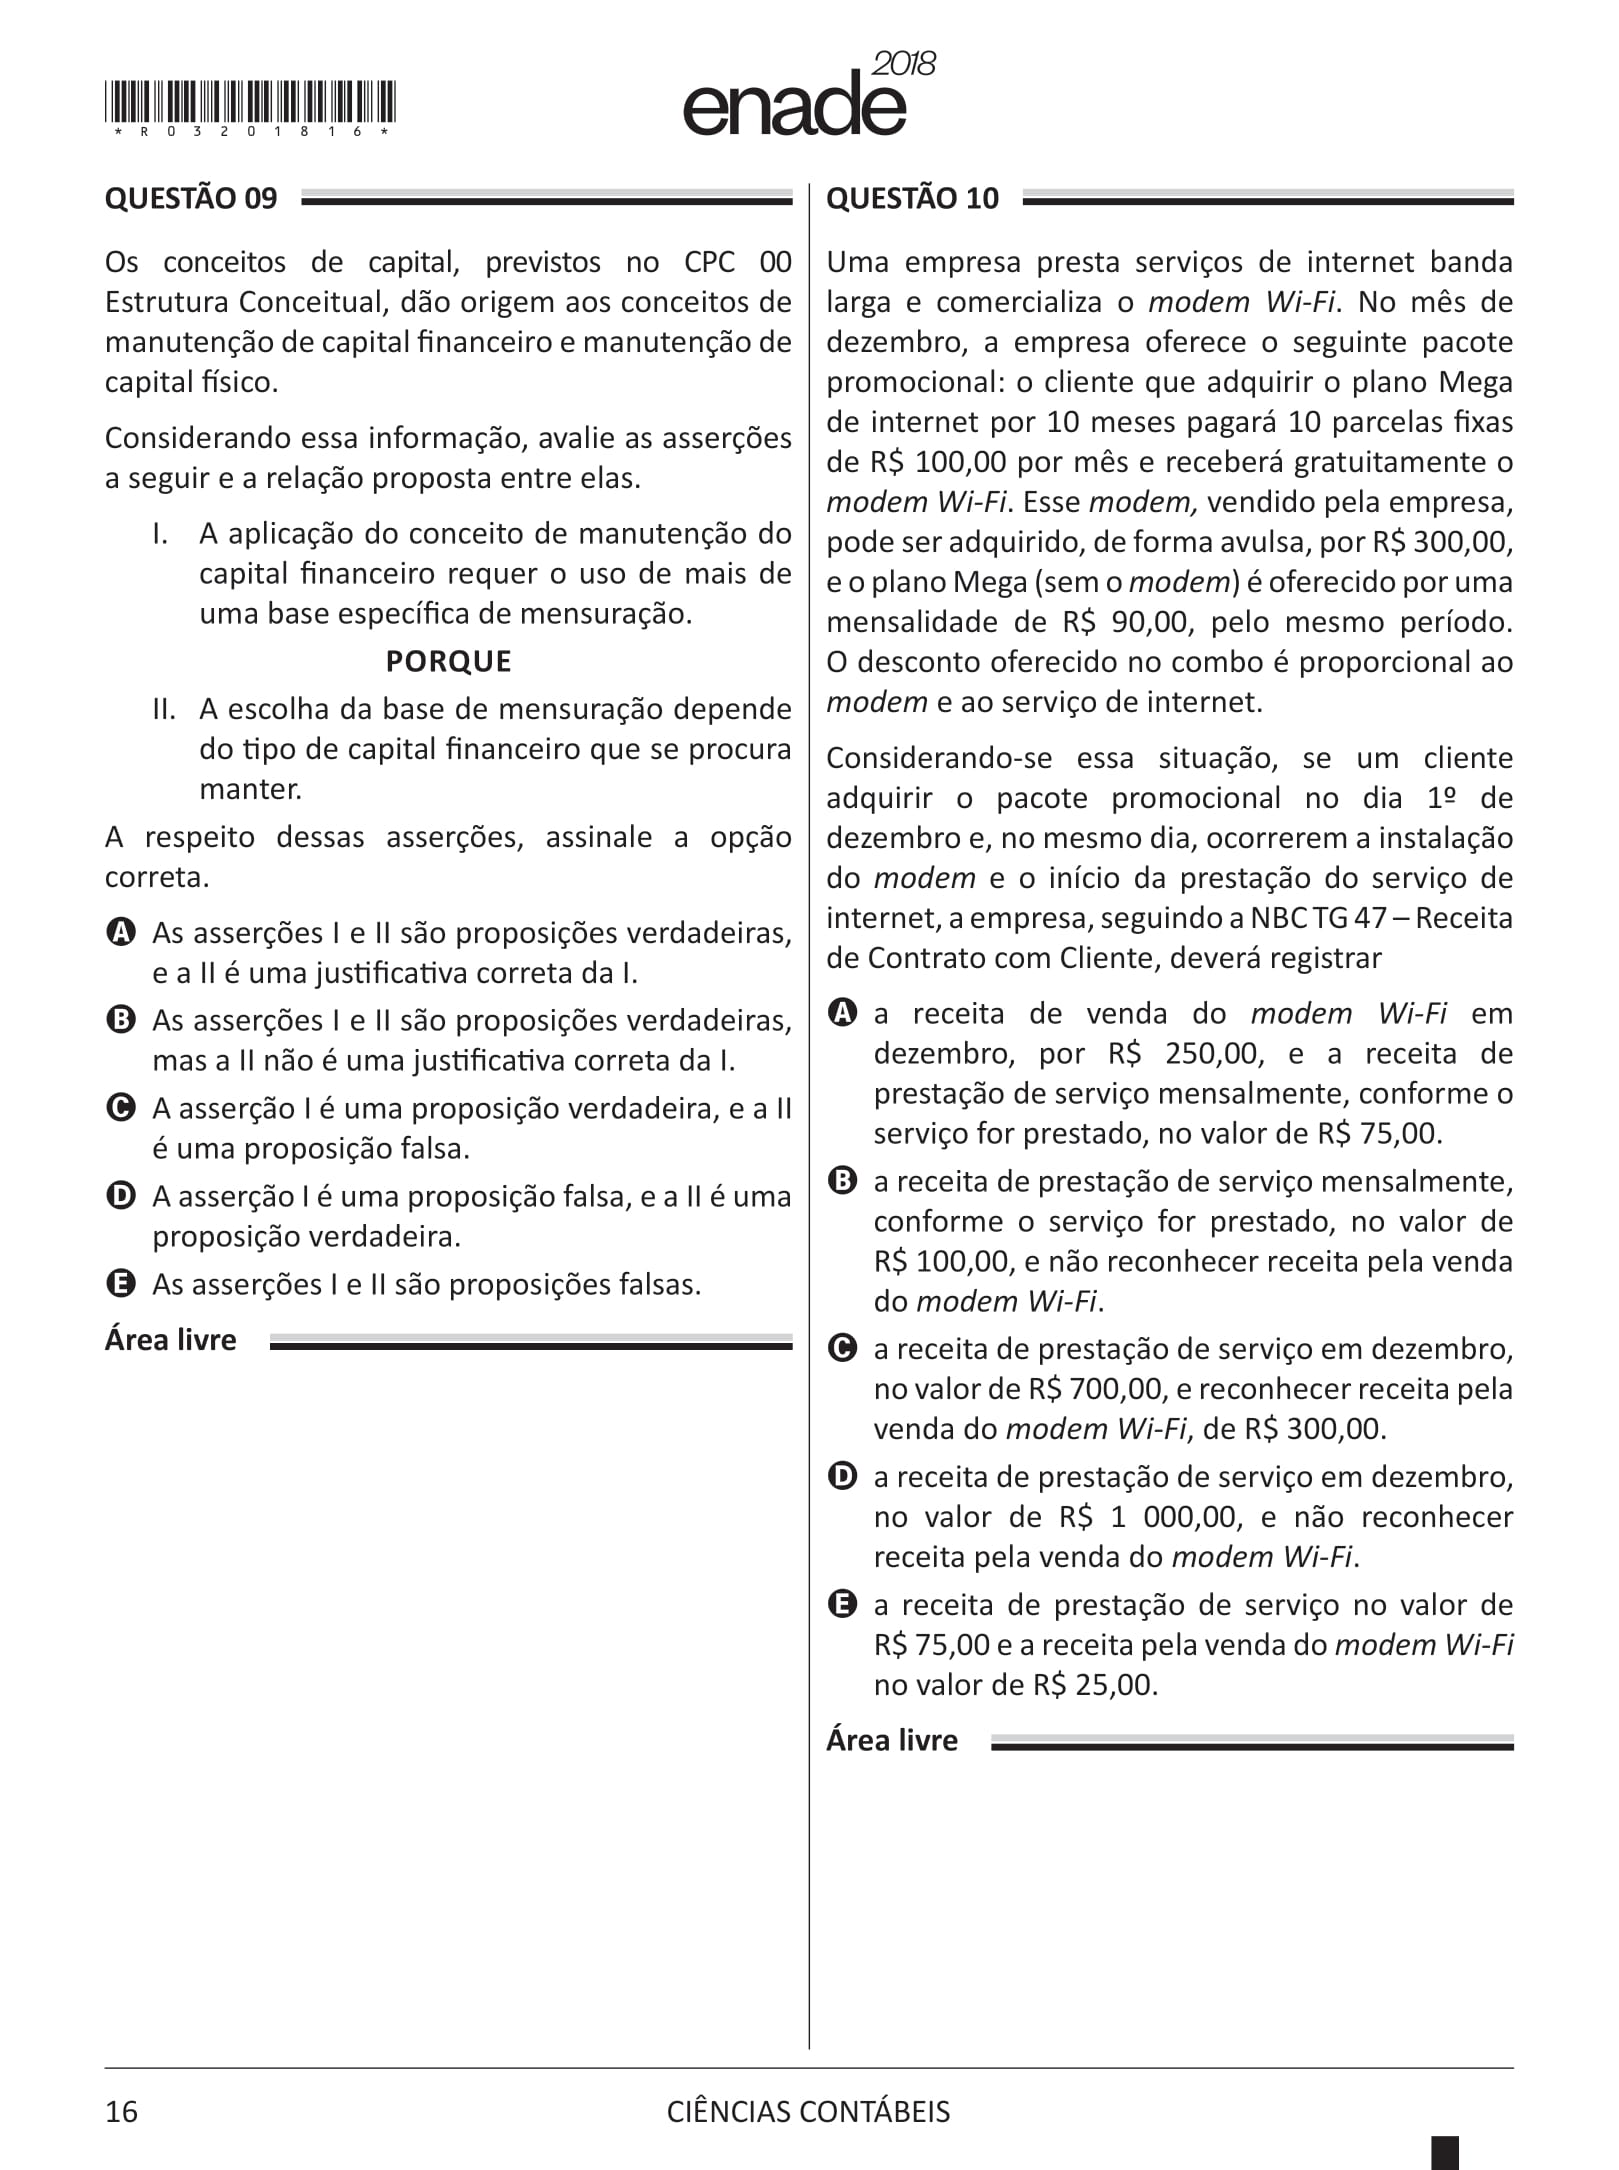 *R03201816*
enade2018
QUESTÃO 09
Os conceitos de capital, previstos no CPC 00
Estrutura Conceitual, dão origem aos conceitos de
manutenção de capital financeiro e manutenção de
capital físico.
Considerando essa informação, avalie as asserções
a seguir e a relação proposta entre elas.
I. A aplicação do conceito de manutenção do
capital financeiro requer o uso de mais de
uma base específica de mensuração.
PORQUE
II. A escolha da base de mensuração depende
do tipo de capital financeiro que se procura
manter.
A respeito dessas asserções, assinale a opção
correta.
A As asserções I e II são proposições verdadeiras,
e a II é uma justificativa correta da I.
B As asserções I e II são proposições verdadeiras,
mas a II não é uma justificativa correta da I.
C A asserção I é uma proposição verdadeira, e a II
é uma proposição falsa.
D A asserção I é uma proposição falsa, e a II é uma
proposição verdadeira.
E As asserções I e II são proposições falsas.
Área livre
QUESTÃO 10
Uma empresa presta serviços de internet banda
larga e comercializa o modem Wi-Fi. No mês de
dezembro, a empresa oferece o seguinte pacote
promocional: o cliente que adquirir o plano Mega
de internet por 10 meses pagará 10 parcelas fixas
de R$ 100,00 por mês e receberá gratuitamente o
modem Wi-Fi. Esse modem, vendido pela empresa,
pode ser adquirido, de forma avulsa, por R$ 300,00,
e o plano Mega (sem o modem) é oferecido por uma
mensalidade de R$ 90,00, pelo mesmo período.
O desconto oferecido no combo é proporcional ao
modem e ao serviço de internet.
Considerando-se essa situação, se um cliente
adquirir o pacote promocional no dia 1º de
dezembro e, no mesmo dia, ocorrerem a instalação
do modem e o início da prestação do serviço de
internet, a empresa, seguindo a NBC TG 47 – Receita
de Contrato com Cliente, deverá registrar
A a receita de venda do modem Wi-Fi em
dezembro, por R$ 250,00, e a receita de
prestação de serviço mensalmente, conforme o
serviço for prestado, no valor de R$ 75,00.
B a receita de prestação de serviço mensalmente,
conforme o serviço for prestado, no valor de
R$ 100,00, e não reconhecer receita pela venda
do modem Wi-Fi.
C a receita de prestação de serviço em dezembro,
no valor de R$ 700,00, e reconhecer receita pela
venda do modem Wi-Fi, de R$ 300,00.
D a receita de prestação de serviço em dezembro,
no valor de R$ 1 000,00, e não reconhecer
receita pela venda do modem Wi-Fi.
E a receita de prestação de serviço no valor de
R$ 75,00 e a receita pela venda do modem Wi-Fi
no valor de R$ 25,00.
Área livre
16
CIÊNCIAS CONTÁBEIS